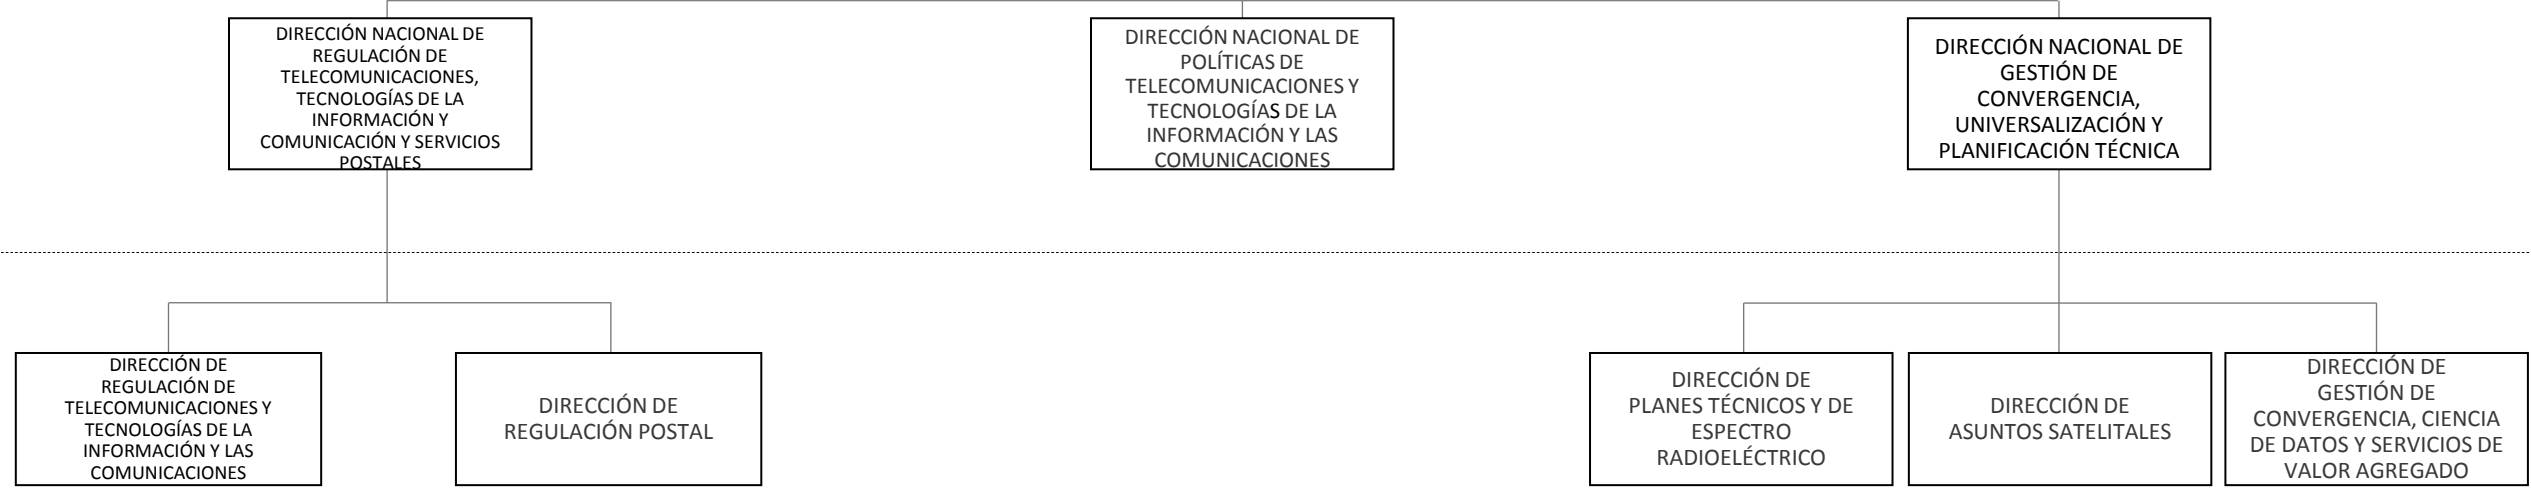 DIRECCIÓN NACIONAL DE
REGULACIÓN DE
TELECOMUNICACIONES,
TECNOLOGÍAS DE LA
INFORMACIÓN Y
COMUNICACIÓN Y SERVICIOS
POSTALES
DIRECCIÓN NACIONAL DE
POLÍTICAS DE
TELECOMUNICACIONES Y
TECNOLOGÍAS DE LA
INFORMACIÓN Y LAS
COMUNICACIONES
DIRECCIÓN NACIONAL DE
GESTIÓN DE
CONVERGENCIA,
UNIVERSALIZACIÓN Y
PLANIFICACIÓN TÉCNICA
DIRECCIÓN DE
REGULACIÓN DE
TELECOMUNICACIONES Y
TECNOLOGÍAS DE LA
INFORMACIÓN Y LAS
COMUNICACIONES
DIRECCIÓN DE
REGULACIÓN POSTAL
DIRECCIÓN DE
PLANES TÉCNICOS Y DE
ESPECTRO
RADIOELÉCTRICO
DIRECCIÓN DE
ASUNTOS SATELITALES
DIRECCIÓN DE
GESTIÓN DE
CONVERGENCIA, CIENCIA
DE DATOS Y SERVICIOS DE
VALOR AGREGADO